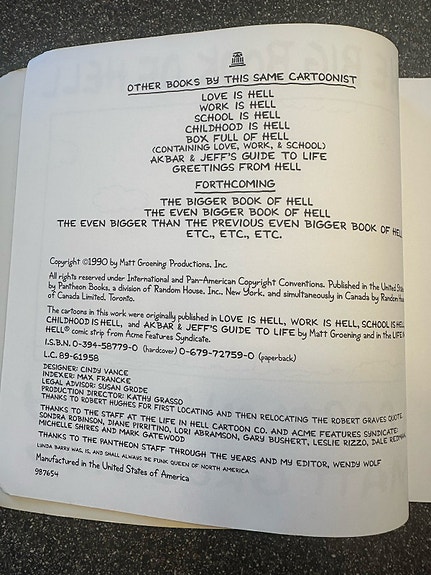 OTHER BOOKS BY THIS SAME CARTOONIST
LOVE IS HELL
WORK IS HELL
SCHOOL IS HELL
CHILDHOOD IS HELL
BOX FULL OF HELL
(CONTAINING LOVE, WORK, & SCHOOL)
AKBAR & JEFF'S GUIDE TO LIFE
GREETINGS FROM HELL
FORTHCOMING
THE BIGGER BOOK OF HELL
THE EVEN BIGGER BOOK OF HELL
THE EVEN BIGGER THAN THE PREVIOUS EVEN BIGGER BOOK OF HELL
ETC., ETC., ETC.
Copyright ©1990 by Matt Groening Productions, Inc.
All rights reserved under International and Pan-American Copyright Conventions. Published in the United Stat
by Pantheon Books, a division of Random House, Inc., New York, and simultaneously in Canada by Random Hou
of Canada Limited, Toronto.
The cartoons in this work were originally published in LOVE IS HELL, WORK IS HELL, SCHOOL IS HELL,
CHILDHOOD IS HELL, and AKBAR & JEFF'S GUIDE TO LIFE by Matt Groening and in the LIFE IN
HELL® comic strip from Acme Features Syndicate.
I.S.B.N. 0-394-58779-0 (hardcover) 0-679-72759-0 (paperback)
L.C. 89-61958
DESIGNER: CINDY VANCE
INDEXER: MAX FRANCKE
LEGAL ADVISOR: SUSAN GRODE
PRODUCTION DIRECTOR: KATHY GRASSO
THANKS TO ROBERT HUGHES FOR FIRST LOCATING AND THEN RELOCATING THE ROBERT GRAVES QUOTE.
THANKS TO THE STAFF AT THE LIFE IN HELL CARTOON CO. AND ACME FEATURES SYNDICATE:
SONDRA ROBINSON, DIANE PIRRITINO, LORI ABRAMSON, GARY BUSHERT, LESLIE RIZZO, DALE REDMAN,
MICHELLE SHIRES AND MARK GATEWOOD
THANKS TO THE PANTHEON STAFF THROUGH THE YEARS AND MY EDITOR, WENDY WOLF
LYNDA BARRY WAS, IS, AND SHALL ALWAYS BE FUNK QUEEN OF NORTH AMERICA
Manufactured in the United States of America
987654